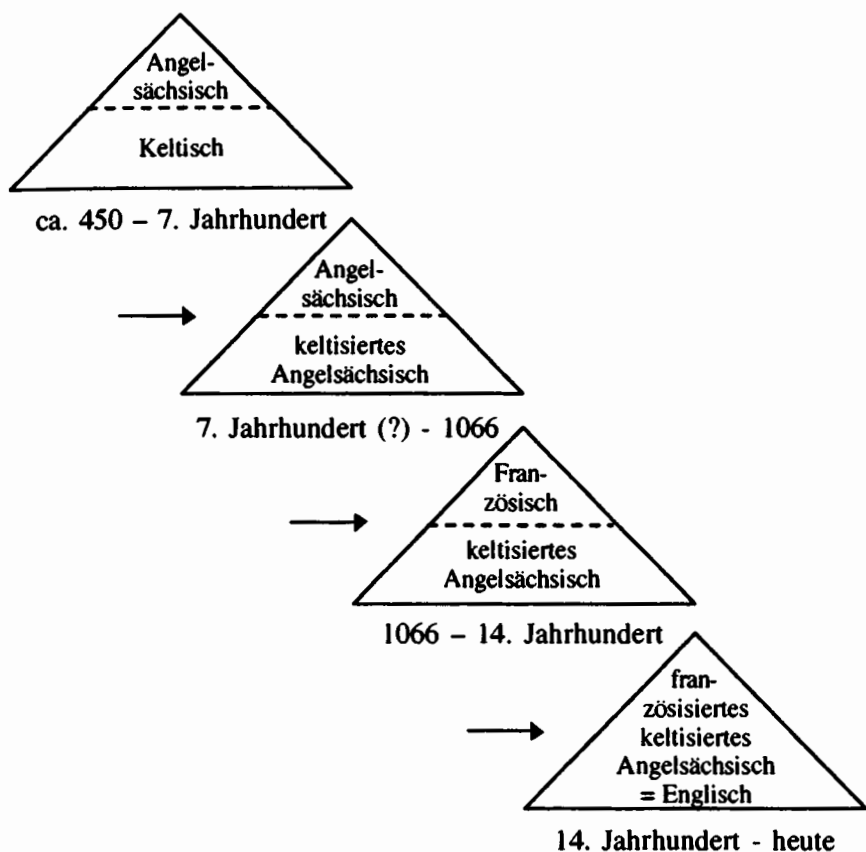 Angel-
sächsisch
Keltisch
ca. 450 – 7. Jahrhundert
Angel-
sächsisch
keltisiertes
Angelsächsisch
7. Jahrhundert (?) - 1066
Fran-
zösisch
keltisiertes
Angelsächsisch
1066 – 14. Jahrhundert
fran-
zösisiertes
keltisiertes
Angelsächsisch
= Englisch
14. Jahrhundert - heute